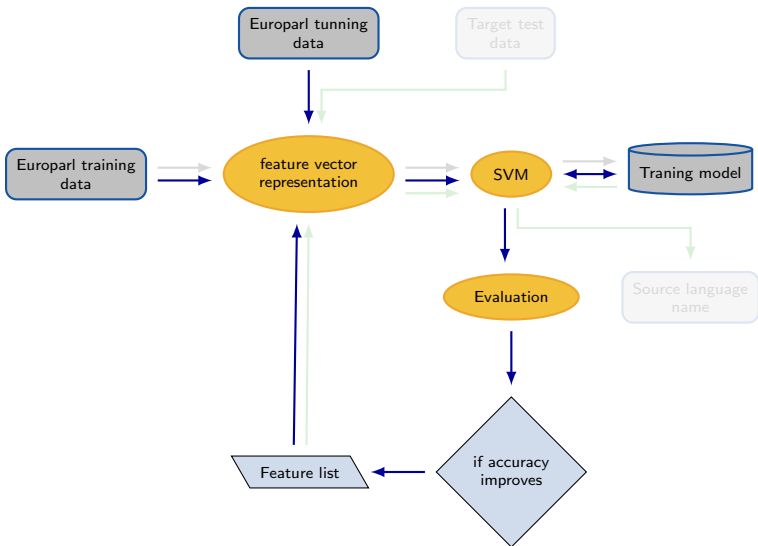 Europarl tunning
data
Target test
data
Europarl training
data
feature vector
representation
SVM
Traning model
Evaluation
Source language
name
if accuracy
improves
Feature list